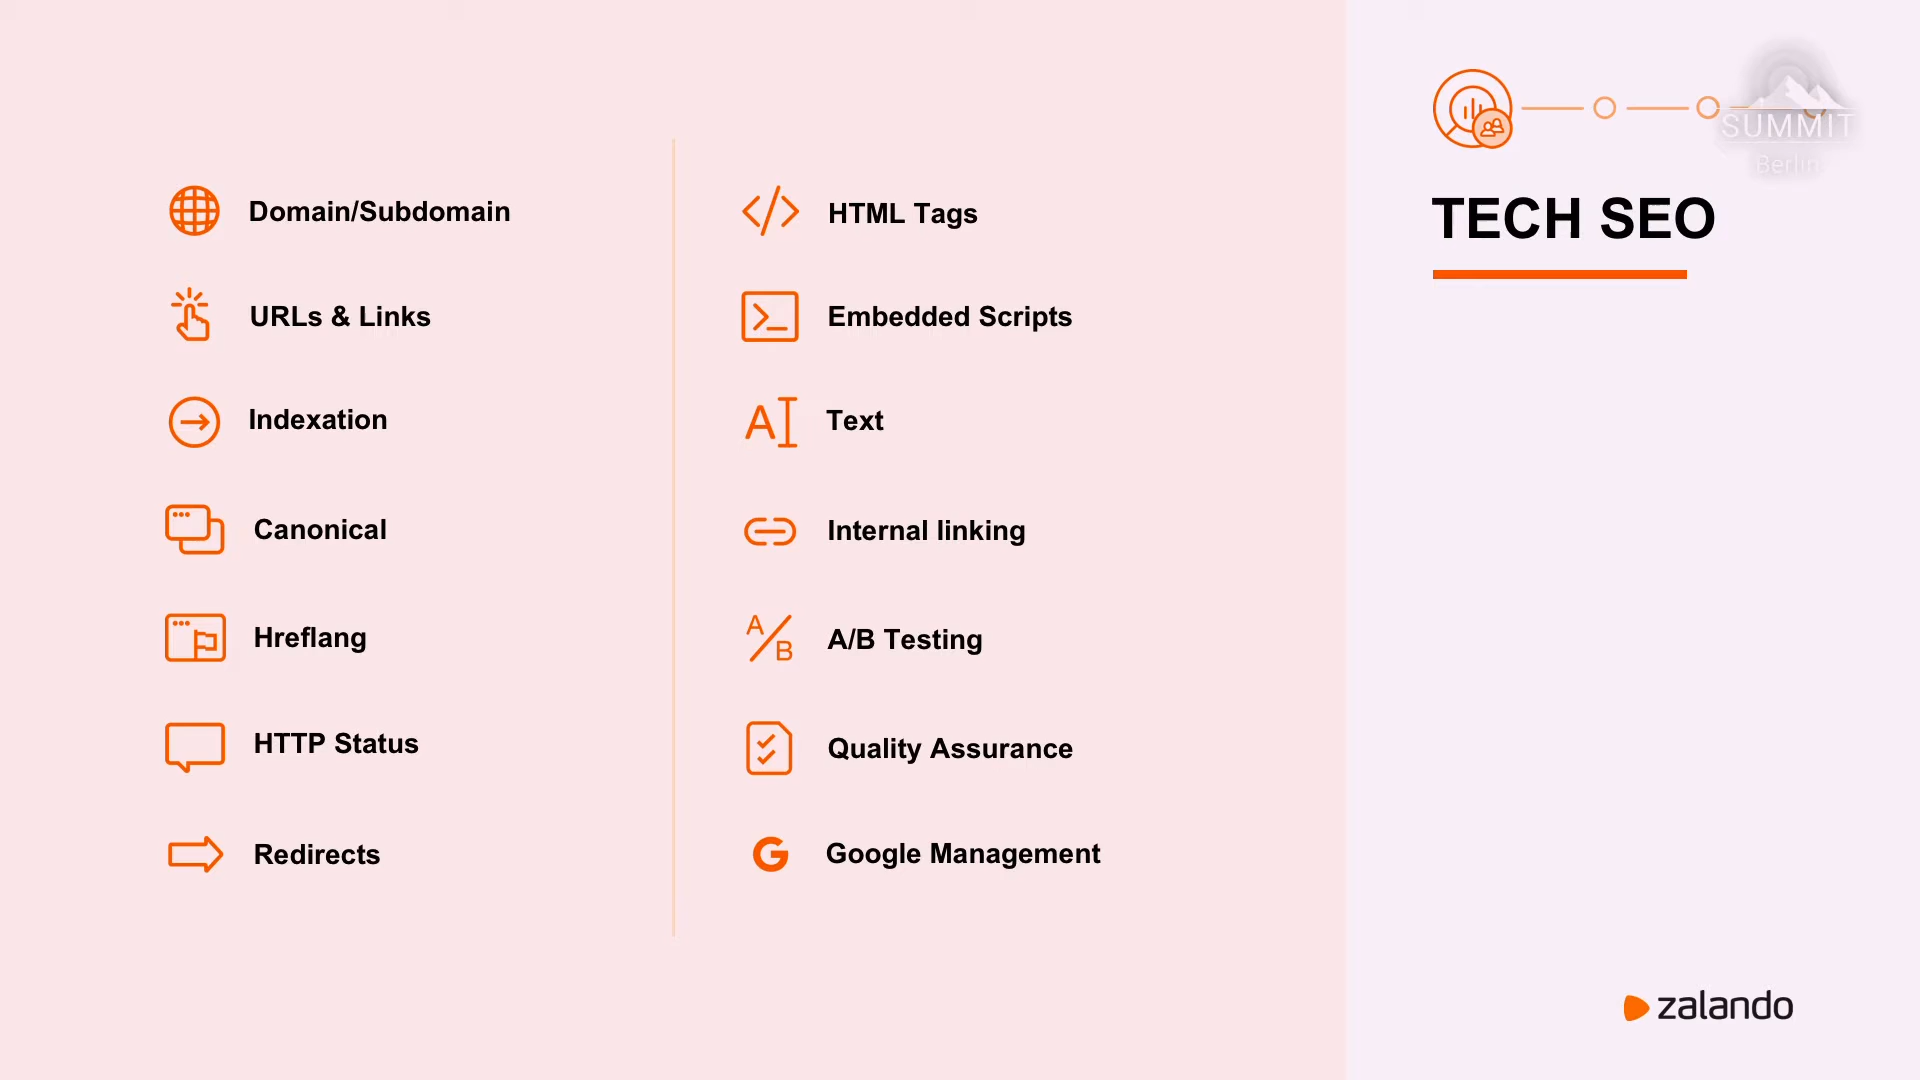 Domain/Subdomain
URLs & Links
Indexation
Canonical
Hreflang
HTTP Status
Redirects
HTML Tags
Embedded Scripts
Text
Internal linking
A/B Testing
Quality Assurance
Google Management
SUMMIT
Berlin
TECH SEO
zalando